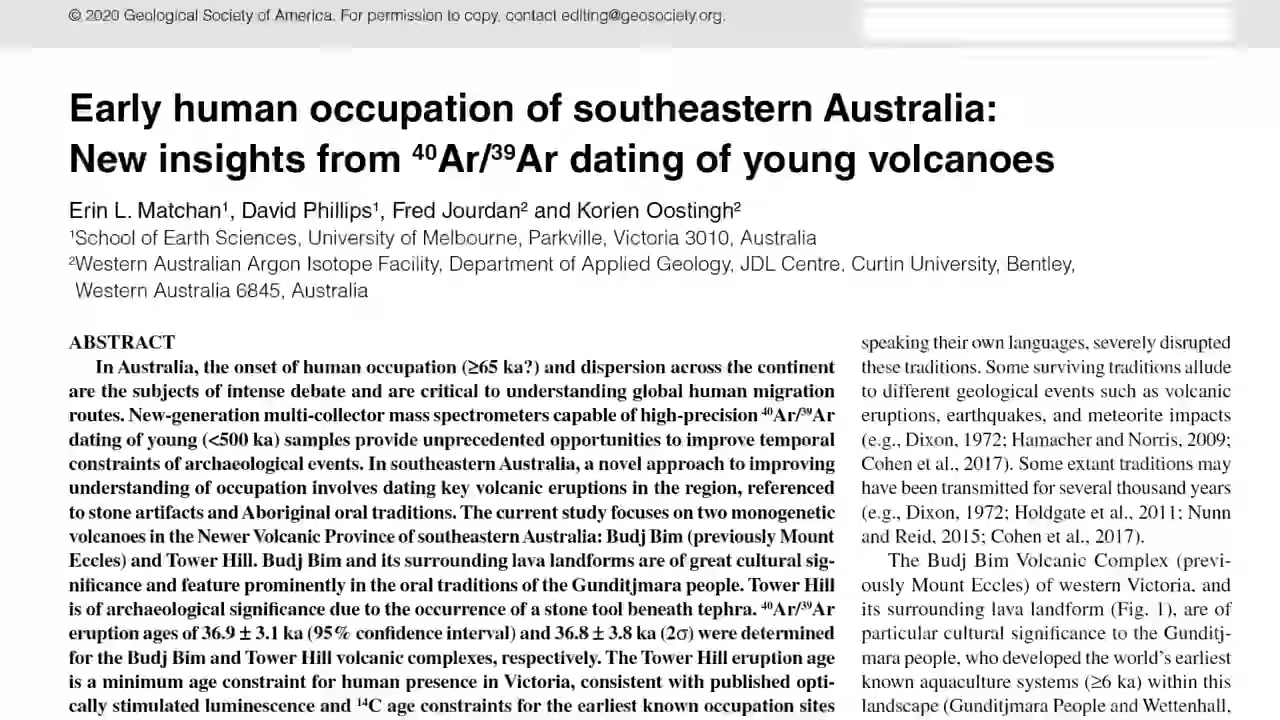 © 2020 Geological Society of America. For permission to copy, contact editing@geosociety.org.
Early human occupation of southeastern Australia:
New insights from ⁴⁰Ar/³⁹Ar dating of young volcanoes
Erin L. Matchan¹, David Phillips¹, Fred Jourdan² and Korien Oostingh²
¹School of Earth Sciences, University of Melbourne, Parkville, Victoria 3010, Australia
²Western Australian Argon Isotope Facility, Department of Applied Geology, JDL Centre, Curtin University, Bentley,
Western Australia 6845, Australia
ABSTRACT
In Australia, the onset of human occupation (≥65 ka?) and dispersion across the continent
are the subjects of intense debate and are critical to understanding global human migration
routes. New-generation multi-collector mass spectrometers capable of high-precision ⁴⁰Ar/³⁹Ar
dating of young (<500 ka) samples provide unprecedented opportunities to improve temporal
constraints of archaeological events. In southeastern Australia, a novel approach to improving
understanding of occupation involves dating key volcanic eruptions in the region, referenced
to stone artifacts and Aboriginal oral traditions. The current study focuses on two monogenetic
volcanoes in the Newer Volcanic Province of southeastern Australia: Budj Bim (previously Mount
Eccles) and Tower Hill. Budj Bim and its surrounding lava landforms are of great cultural sig-
nificance and feature prominently in the oral traditions of the Gunditjmara people. Tower Hill
is of archaeological significance due to the occurrence of a stone tool beneath tephra. ⁴⁰Ar/³⁹Ar
eruption ages of 36.9 ± 3.1 ka (95% confidence interval) and 36.8 ± 3.8 ka (2σ) were determined
for the Budj Bim and Tower Hill volcanic complexes, respectively. The Tower Hill eruption age
is a minimum age constraint for human presence in Victoria, consistent with published opti-
cally stimulated luminescence and ¹⁴C age constraints for the earliest known occupation sites
speaking their own languages, severely disrupted
these traditions. Some surviving traditions allude
to different geological events such as volcanic
eruptions, earthquakes, and meteorite impacts
(e.g., Dixon, 1972; Hamacher and Norris, 2009;
Cohen et al., 2017). Some extant traditions may
have been transmitted for several thousand years
(e.g., Dixon, 1972; Holdgate et al., 2011; Nunn
and Reid, 2015; Cohen et al., 2017).
The Budj Bim Volcanic Complex (previ-
ously Mount Eccles) of western Victoria, and
its surrounding lava landform (Fig. 1), are of
particular cultural significance to the Gunditj-
mara people, who developed the world's earliest
known aquaculture systems (≥6 ka) within this
landscape (Gunditjmara People and Wettenhall,